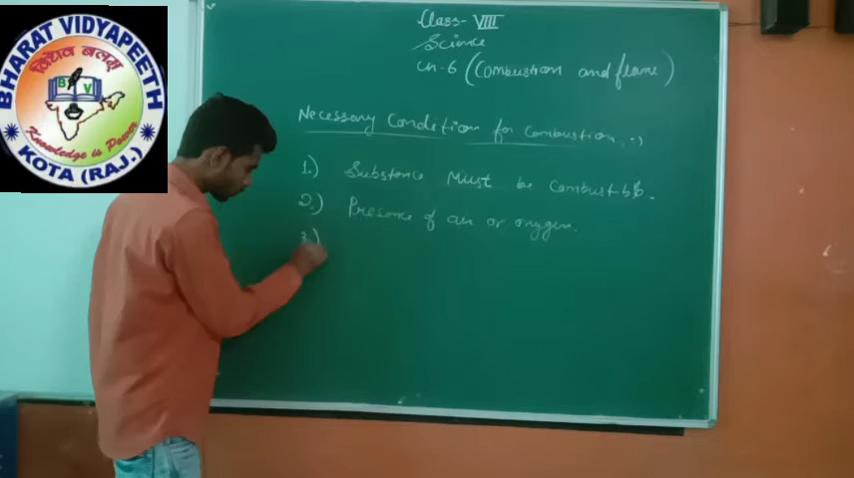 BHARAT VIDYAPEETH
B V
Knowledge is Power
KOTA (RAJ.)
Class-VIII
Science
Ch-6 (Combustion and flame)
Necessary Condition for Combustion :-)
1.) Substance Must be Combustible.
2.) Presence of air or oxygen.
3.)